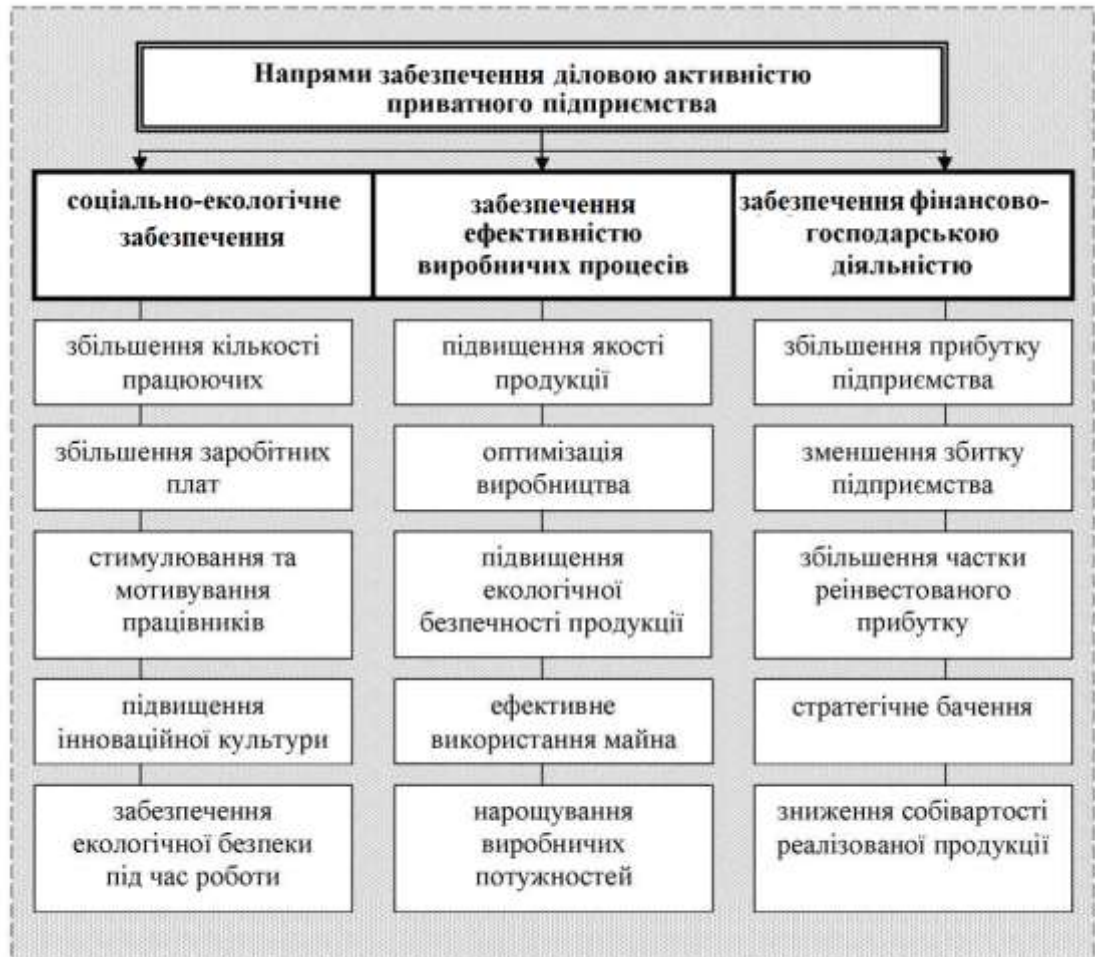 Напрями забезпечення діловою активністю
приватного підприємства
соціально-екологічне
забезпечення
забезпечення
ефективністю
виробничих процесів
забезпечення фінансово-
господарською
діяльністю
збільшення кількості
працюючих
збільшення заробітних
плат
стимулювання та
мотивування
працівників
підвищення
інноваційної культури
забезпечення
екологічної безпеки
під час роботи
підвищення якості
продукції
оптимізація
виробництва
підвищення
екологічної
безпечності продукції
ефективне
використання майна
нарощування
виробничих
потужностей
збільшення прибутку
підприємства
зменшення збитку
підприємства
збільшення частки
реінвестованого
прибутку
стратегічне бачення
зниження собівартості
реалізованої продукції